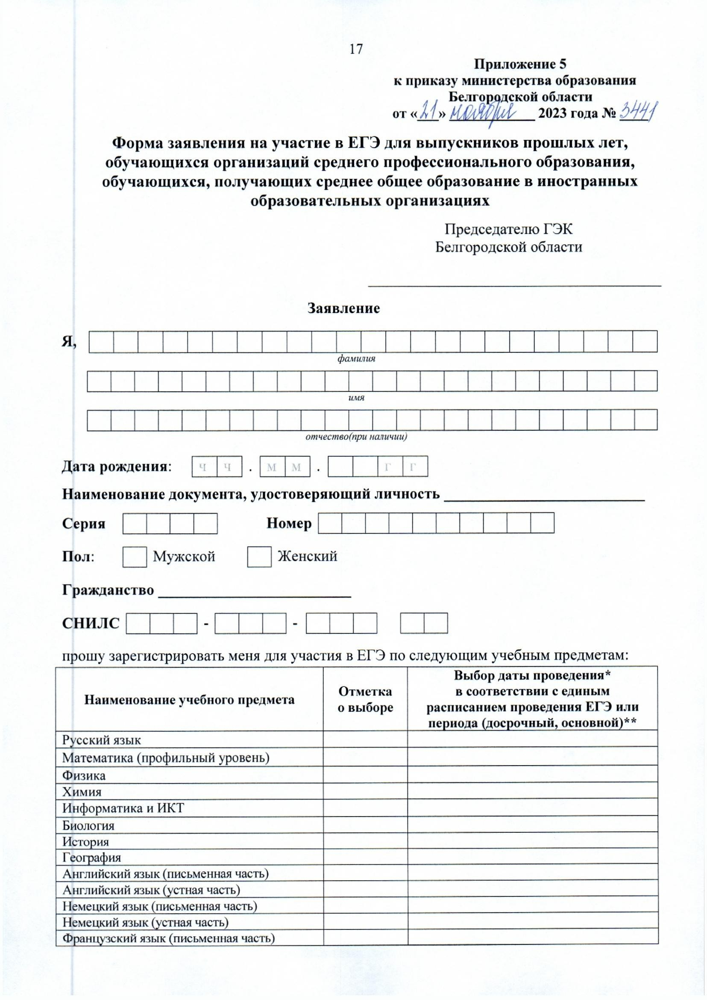 17
Приложение 5
к приказу министерства образования
Белгородской области
от «21» ноября 2023 года № 3441
Форма заявления на участие в ЕГЭ для выпускников прошлых лет,
обучающихся организаций среднего профессионального образования,
обучающихся, получающих среднее общее образование в иностранных
образовательных организациях
Председателю ГЭК
Белгородской области
Заявление
Я,
фамилия
имя
отчество(при наличии)
Дата рождения: Ч Ч . М М . Г Г
Наименование документа, удостоверяющий личность
Серия Номер
Пол: Мужской Женский
Гражданство
СНИЛС - -
прошу зарегистрировать меня для участия в ЕГЭ по следующим учебным предметам:
Наименование учебного предмета
Отметка
о выборе
Выбор даты проведения*
в соответствии с единым
расписанием проведения ЕГЭ или
периода (досрочный, основной)**
Русский язык
Математика (профильный уровень)
Физика
Химия
Информатика и ИКТ
Биология
История
География
Английский язык (письменная часть)
Английский язык (устная часть)
Немецкий язык (письменная часть)
Немецкий язык (устная часть)
Французский язык (письменная часть)